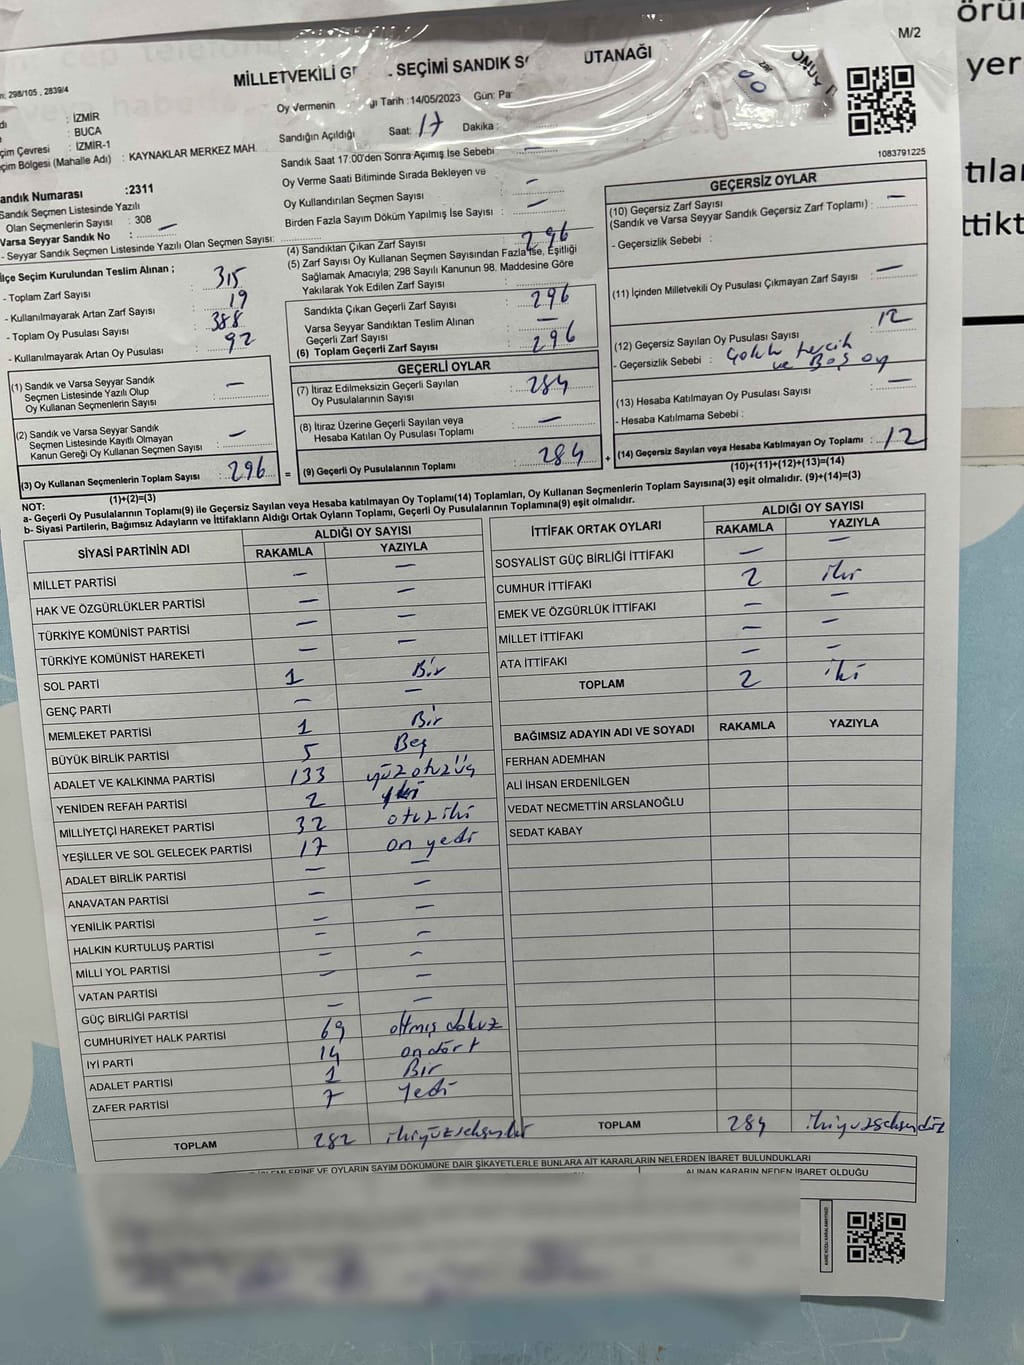 M/2
MİLLETVEKİLİ GE SEÇİMİ SANDIK SO UTANAĞI
298/105 , 2839/4
Oy Vermenin Tarih :14/05/2023 Gün: Pa
: İZMİR
: BUCA
çim Çevresi : İZMİR-1
çim Bölgesi (Mahalle Adı) : KAYNAKLAR MERKEZ MAH.
Sandığın Açıldığı Saat: 17 Dakika :
Sandık Saat 17:00'den Sonra Açımış İse Sebebi : —
Oy Verme Saati Bitiminde Sırada Bekleyen ve
Oy Kullandırılan Seçmen Sayısı : —
Birden Fazla Sayım Döküm Yapılmış İse Sayısı : —
1083791225
andık Numarası :2311
Sandık Seçmen Listesinde Yazılı
Olan Seçmenlerin Sayısı : 308
Varsa Seyyar Sandık No : —
- Seyyar Sandık Seçmen Listesinde Yazılı Olan Seçmen Sayısı:
lçe Seçim Kurulundan Teslim Alınan ;
- Toplam Zarf Sayısı : 315
- Kullanılmayarak Artan Zarf Sayısı : 19
- Toplam Oy Pusulası Sayısı : 388
- Kullanılmayarak Artan Oy Pusulası : 92
(4) Sandıktan Çıkan Zarf Sayısı : 296
(5) Zarf Sayısı Oy Kullanan Seçmen Sayısından Fazla İse, Eşitliği
Sağlamak Amacıyla; 298 Sayılı Kanunun 98. Maddesine Göre
Yakılarak Yok Edilen Zarf Sayısı :
Sandıkta Çıkan Geçerli Zarf Sayısı : 296
Varsa Seyyar Sandıktan Teslim Alınan
Geçerli Zarf Sayısı : —
(6) Toplam Geçerli Zarf Sayısı : 296
GEÇERSİZ OYLAR
(10) Geçersiz Zarf Sayısı
(Sandık ve Varsa Seyyar Sandık Geçersiz Zarf Toplamı) : —
- Geçersizlik Sebebi :
(11) İçinden Milletvekili Oy Pusulası Çıkmayan Zarf Sayısı : —
(12) Geçersiz Sayılan Oy Pusulası Sayısı : 12
- Geçersizlik Sebebi : Çoklu tercih
ve Boş oy
(13) Hesaba Katılmayan Oy Pusulası Sayısı : —
- Hesaba Katılmama Sebebi :
(14) Geçersiz Sayılan veya Hesaba Katılmayan Oy Toplamı : 12
(10)+(11)+(12)+(13)=(14)
(1) Sandık ve Varsa Seyyar Sandık
Seçmen Listesinde Yazılı Olup
Oy Kullanan Seçmenlerin Sayısı : —
(2) Sandık ve Varsa Seyyar Sandık
Seçmen Listesinde Kayıtlı Olmayan
Kanun Gereği Oy Kullanan Seçmen Sayısı : —
(3) Oy Kullanan Seçmenlerin Toplam Sayısı : 296 =
(1)+(2)=(3)
GEÇERLİ OYLAR
(7) İtiraz Edilmeksizin Geçerli Sayılan
Oy Pusulalarının Sayısı : 284
(8) İtiraz Üzerine Geçerli Sayılan veya
Hesaba Katılan Oy Pusulası Toplamı : —
(9) Geçerli Oy Pusulalarının Toplamı : 284 +
NOT:
a- Geçerli Oy Pusulalarının Toplamı(9) ile Geçersiz Sayılan veya Hesaba katılmayan Oy Toplamı(14) Toplamları, Oy Kullanan Seçmenlerin Toplam Sayısına(3) eşit olmalıdır. (9)+(14)=(3)
b- Siyasi Partilerin, Bağımsız Adayların ve İttifakların Aldığı Ortak Oyların Toplamı, Geçerli Oy Pusulalarının Toplamına(9) eşit olmalıdır.
SİYASİ PARTİNİN ADI ALDIĞI OY SAYISI
RAKAMLA YAZIYLA
MİLLET PARTİSİ — —
HAK VE ÖZGÜRLÜKLER PARTİSİ — —
TÜRKİYE KOMÜNİST PARTİSİ — —
TÜRKİYE KOMÜNİST HAREKETİ — —
SOL PARTİ 1 Bir
GENÇ PARTİ — —
MEMLEKET PARTİSİ 1 Bir
BÜYÜK BİRLİK PARTİSİ 5 Beş
ADALET VE KALKINMA PARTİSİ 133 yüzotuzüç
YENİDEN REFAH PARTİSİ 2 iki
MİLLİYETÇİ HAREKET PARTİSİ 32 otuziki
YEŞİLLER VE SOL GELECEK PARTİSİ 17 on yedi
ADALET BİRLİK PARTİSİ — —
ANAVATAN PARTİSİ — —
YENİLİK PARTİSİ — —
HALKIN KURTULUŞ PARTİSİ — —
MİLLİ YOL PARTİSİ — —
VATAN PARTİSİ — —
GÜÇ BİRLİĞİ PARTİSİ — —
CUMHURİYET HALK PARTİSİ 69 altmış dokuz
İYİ PARTİ 14 ondört
ADALET PARTİSİ 1 Bir
ZAFER PARTİSİ 7 Yedi
TOPLAM 282
İTTİFAK ORTAK OYLARI ALDIĞI OY SAYISI
RAKAMLA YAZIYLA
SOSYALİST GÜÇ BİRLİĞİ İTTİFAKI — —
CUMHUR İTTİFAKI 2 iki
EMEK VE ÖZGÜRLÜK İTTİFAKI — —
MİLLET İTTİFAKI — —
ATA İTTİFAKI — —
TOPLAM 2 iki
BAĞIMSIZ ADAYIN ADI VE SOYADI RAKAMLA YAZIYLA
FERHAN ADEMHAN
ALİ İHSAN ERDENİLGEN
VEDAT NECMETTİN ARSLANOĞLU
SEDAT KABAY
TOPLAM 284 ikiyüzseksendört
İŞLEMLERİNE VE OYLARIN SAYIM DÖKÜMÜNE DAİR ŞİKAYETLERLE BUNLARA AİT KARARLARIN NELERDEN İBARET BULUNDUKLARI
ALINAN KARARIN NEDEN İBARET OLDUĞU
örü
yer
tılar
ttikt